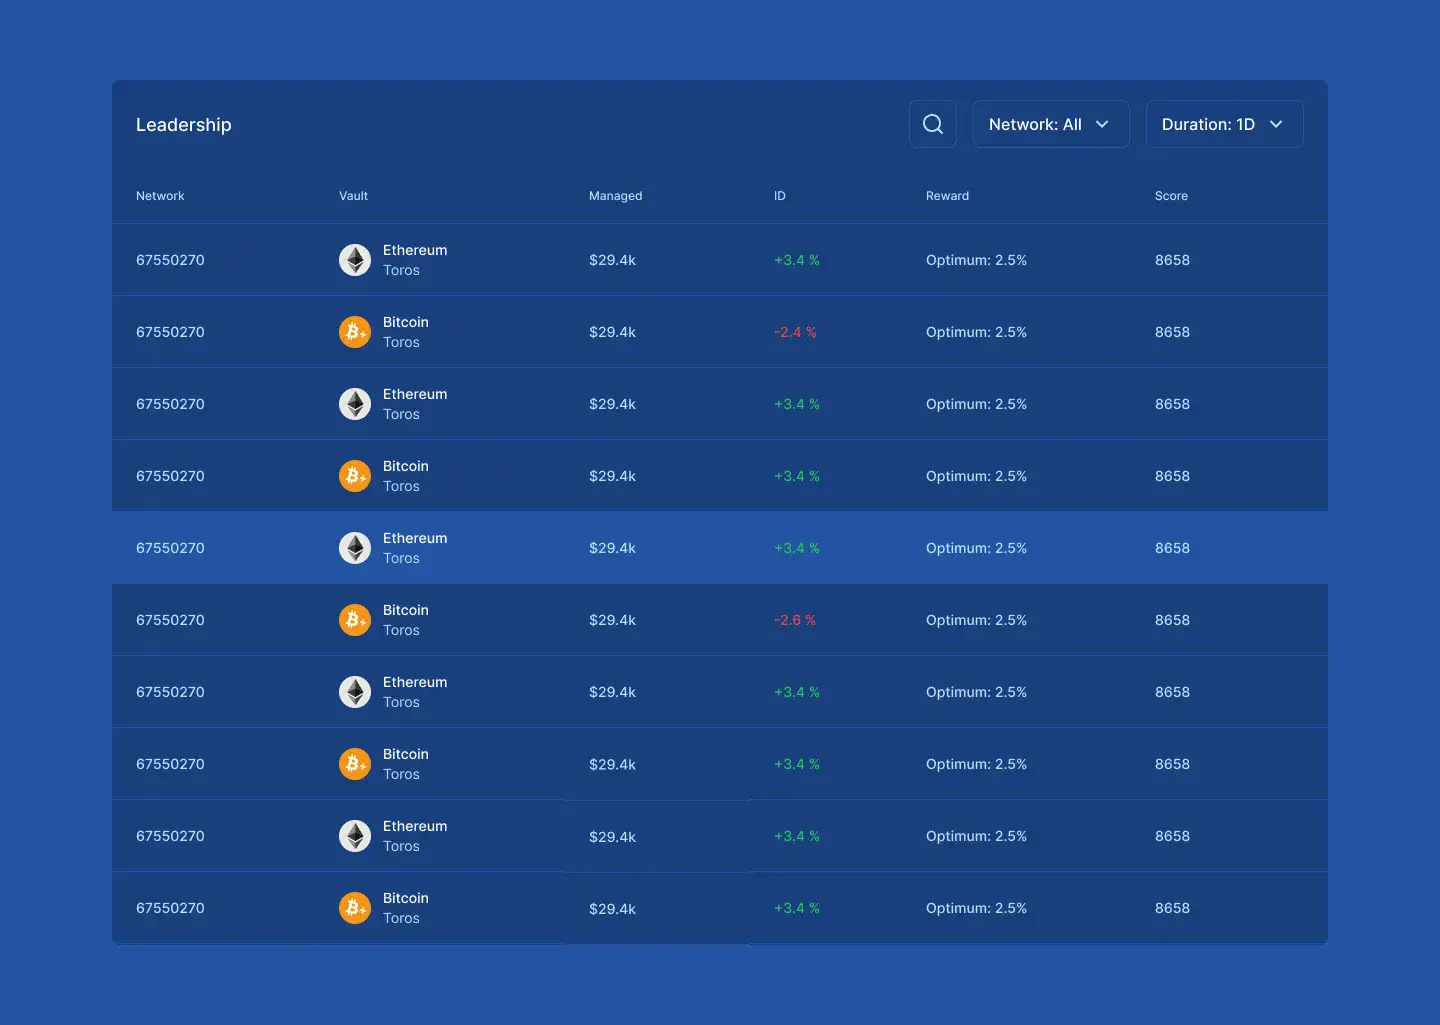 Leadership Network: All Duration: 1D
Network Vault Managed ID Reward Score
67550270 Ethereum Toros $29.4k +3.4 % Optimum: 2.5% 8658
67550270 Bitcoin Toros $29.4k -2.4 % Optimum: 2.5% 8658
67550270 Ethereum Toros $29.4k +3.4 % Optimum: 2.5% 8658
67550270 Bitcoin Toros $29.4k +3.4 % Optimum: 2.5% 8658
67550270 Ethereum Toros $29.4k +3.4 % Optimum: 2.5% 8658
67550270 Bitcoin Toros $29.4k -2.6 % Optimum: 2.5% 8658
67550270 Ethereum Toros $29.4k +3.4 % Optimum: 2.5% 8658
67550270 Bitcoin Toros $29.4k +3.4 % Optimum: 2.5% 8658
67550270 Ethereum Toros $29.4k +3.4 % Optimum: 2.5% 8658
67550270 Bitcoin Toros $29.4k +3.4 % Optimum: 2.5% 8658